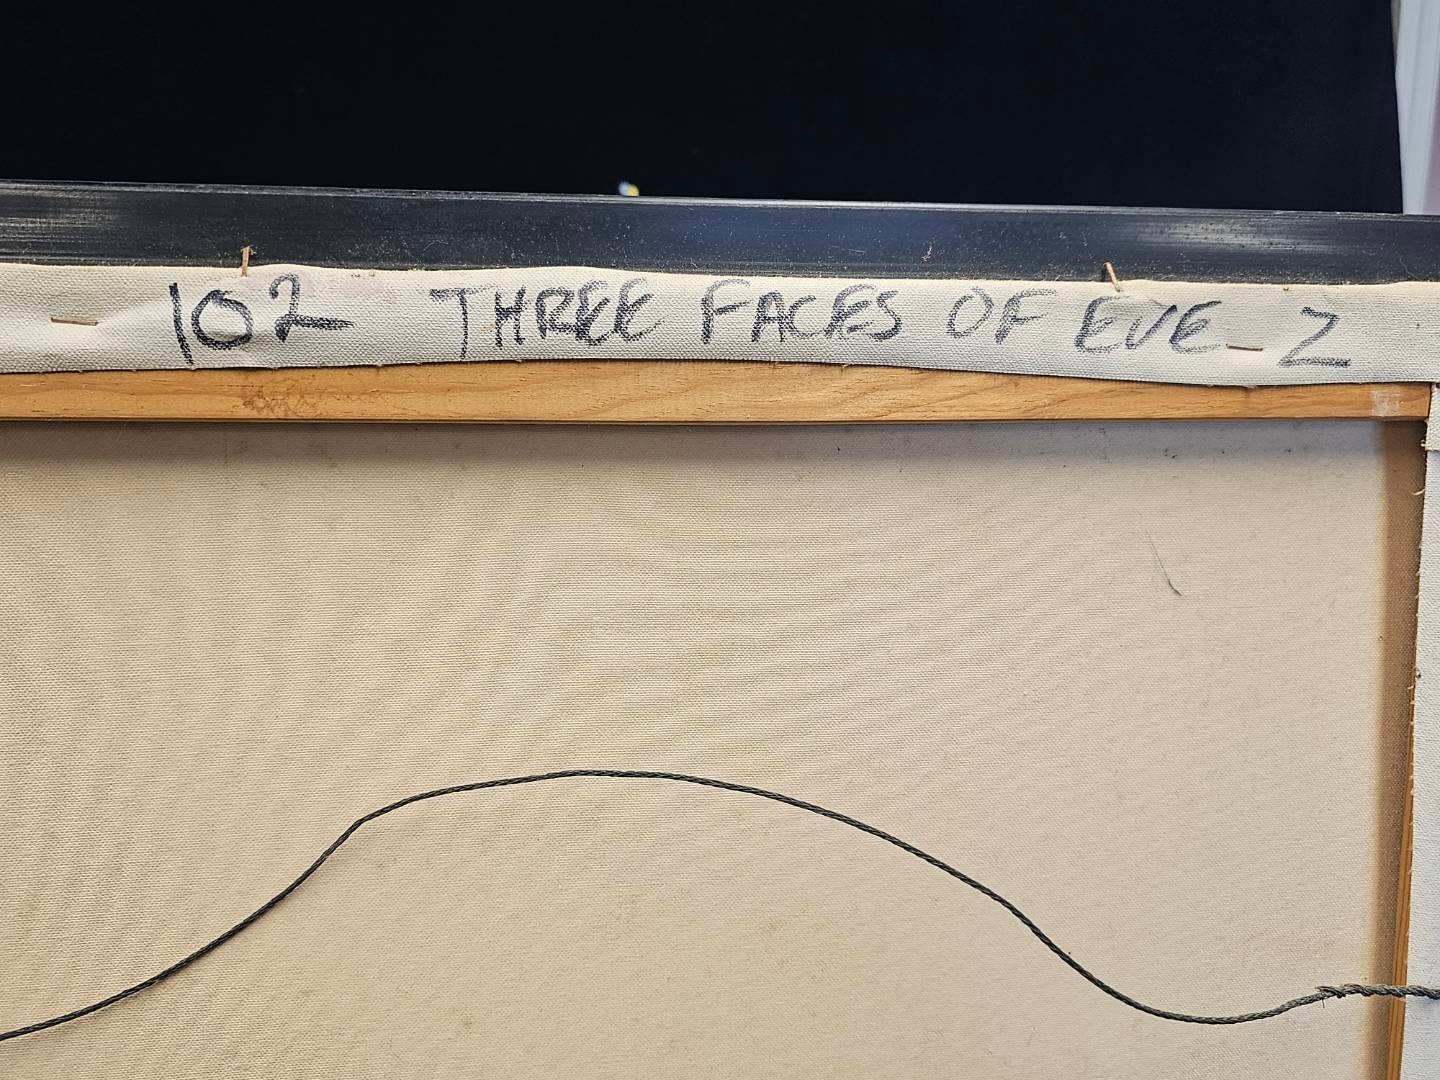 102 THREE FACES OF EVE 2